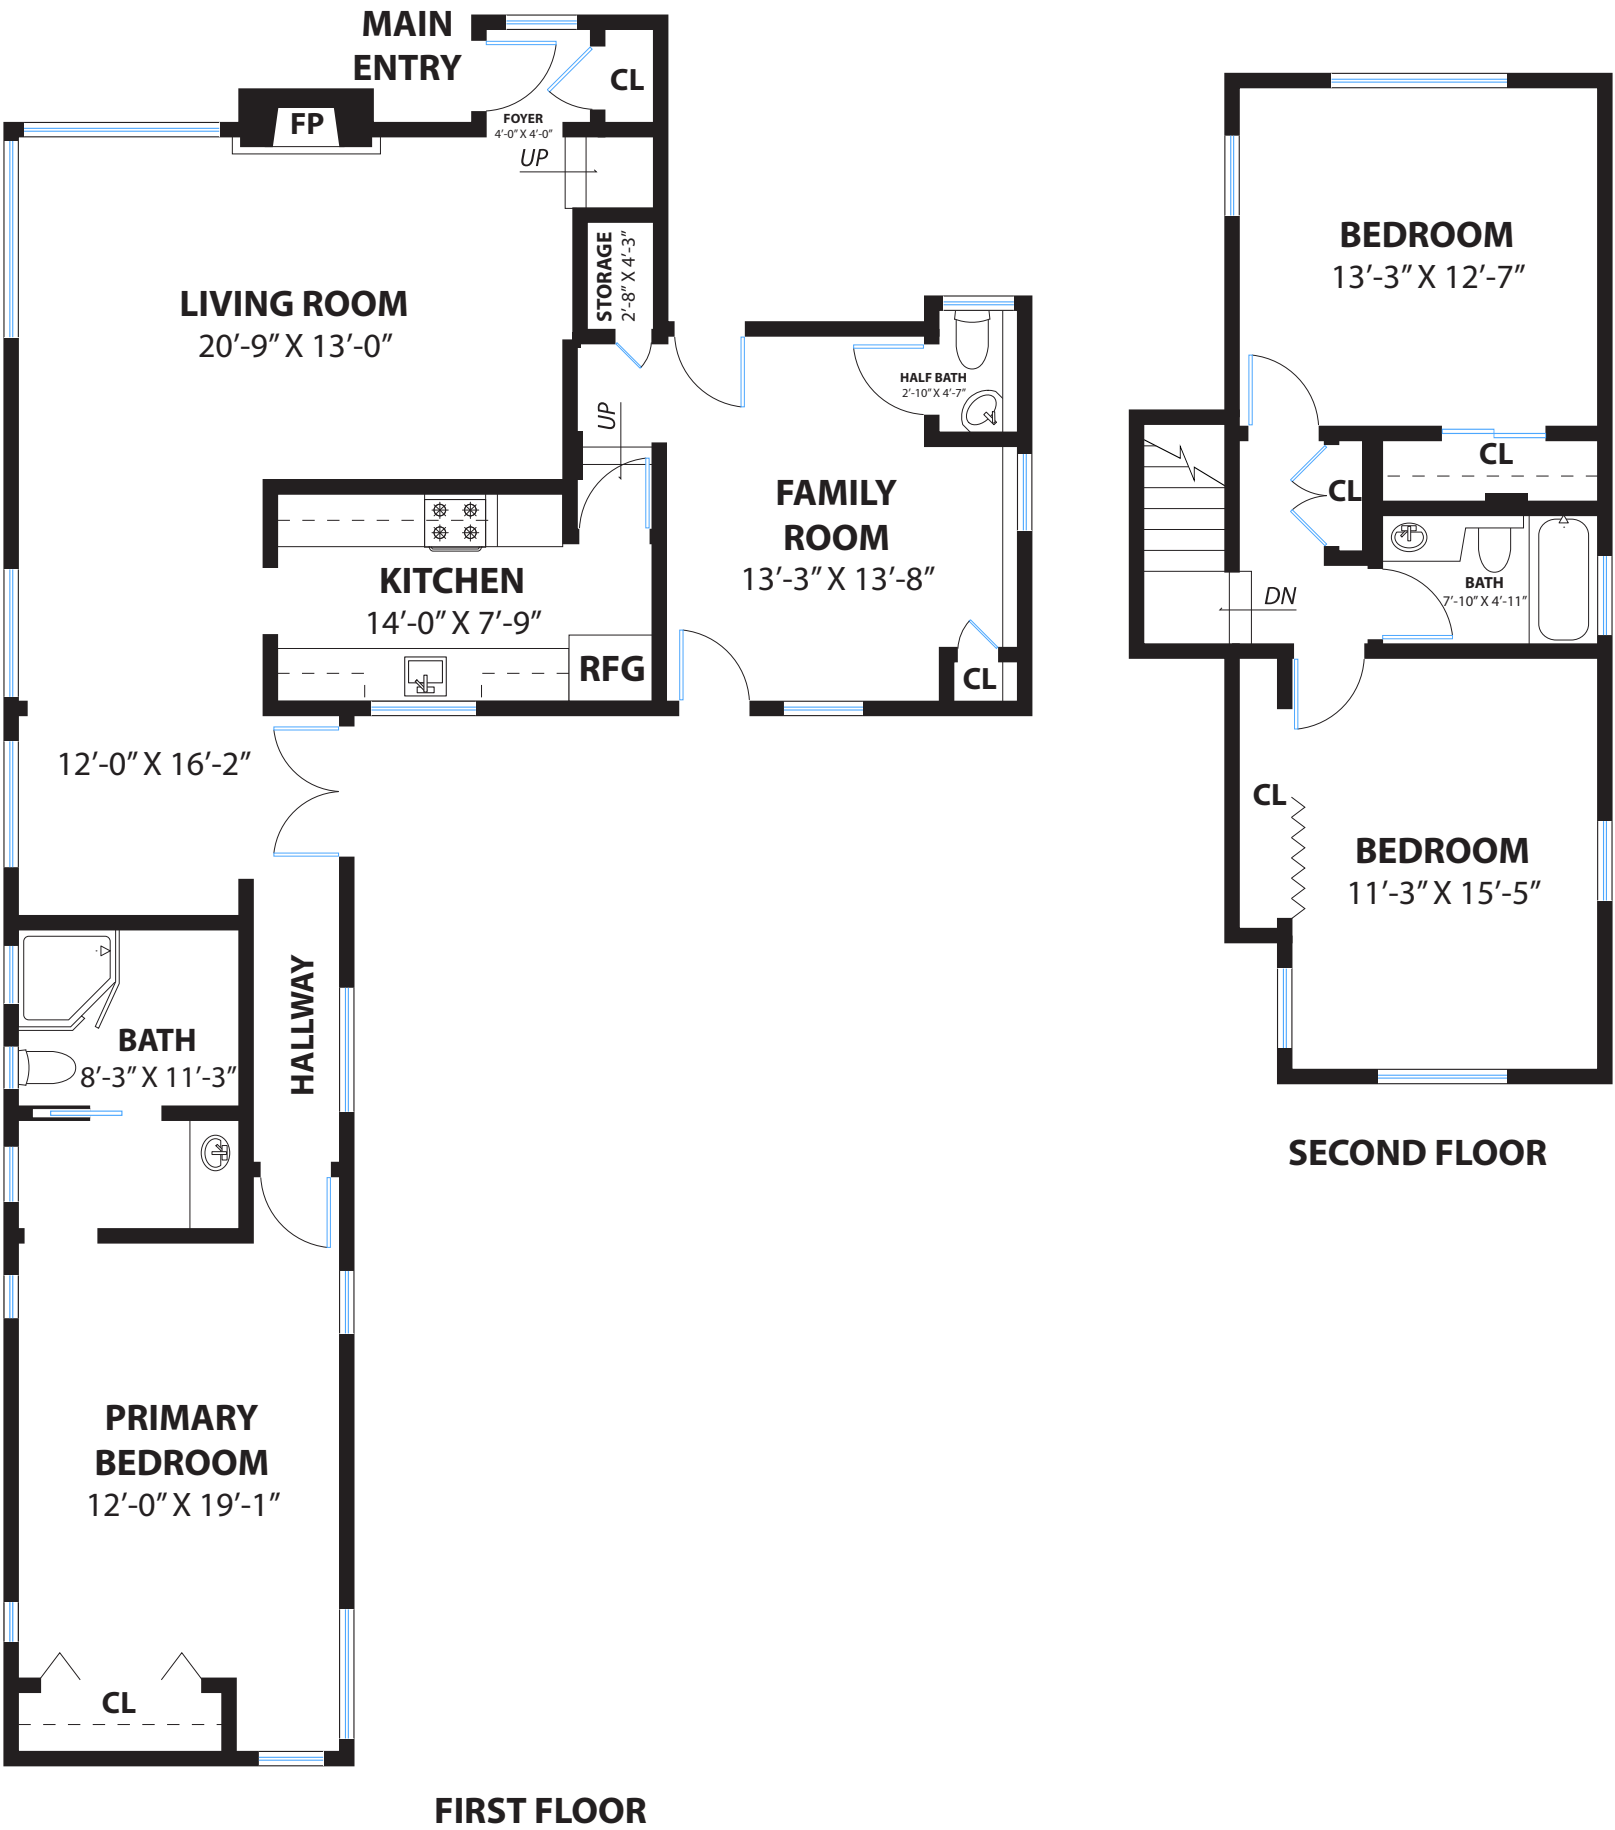 MAIN
ENTRY
CL
FP
FOYER
4'-0" X 4'-0"
UP
STORAGE
2'-8" X 4'-3"
LIVING ROOM
20'-9" X 13'-0"
HALF BATH
2'-10" X 4'-7"
UP
FAMILY
ROOM
13'-3" X 13'-8"
KITCHEN
14'-0" X 7'-9"
RFG
CL
12'-0" X 16'-2"
HALLWAY
BATH
8'-3" X 11'-3"
PRIMARY
BEDROOM
12'-0" X 19'-1"
CL
FIRST FLOOR
BEDROOM
13'-3" X 12'-7"
CL
CL
BATH
7'-10" X 4'-11"
DN
CL
BEDROOM
11'-3" X 15'-5"
SECOND FLOOR